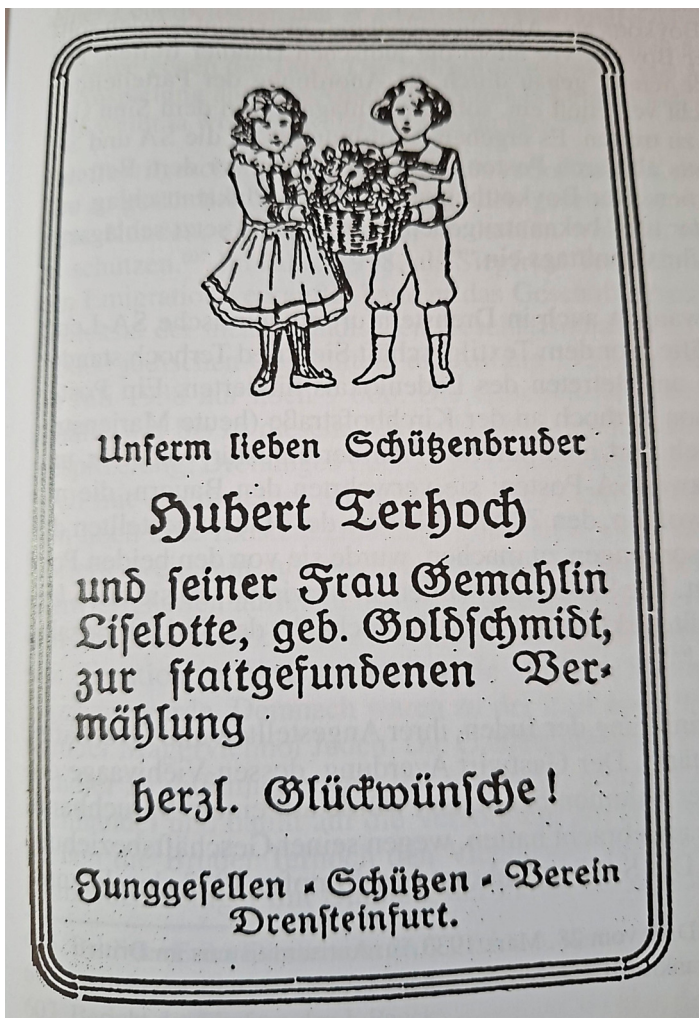 Unserm lieben Schützenbruder
Hubert Terhoch
und seiner Frau Gemahlin
Liselotte, geb. Goldschmidt,
zur stattgefundenen Ver-
mählung
herzl. Glückwünsche!
Junggesellen - Schützen - Verein
Drensteinfurt.